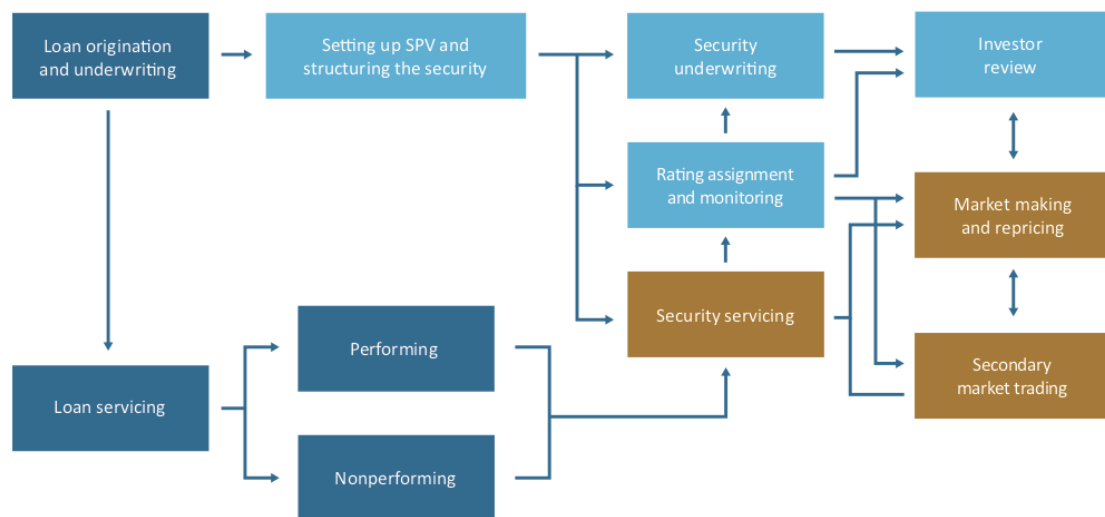 Loan origination
and underwriting
Setting up SPV and
structuring the security
Security
underwriting
Investor
review
Rating assignment
and monitoring
Market making
and repricing
Security servicing
Performing
Secondary
market trading
Loan servicing
Nonperforming